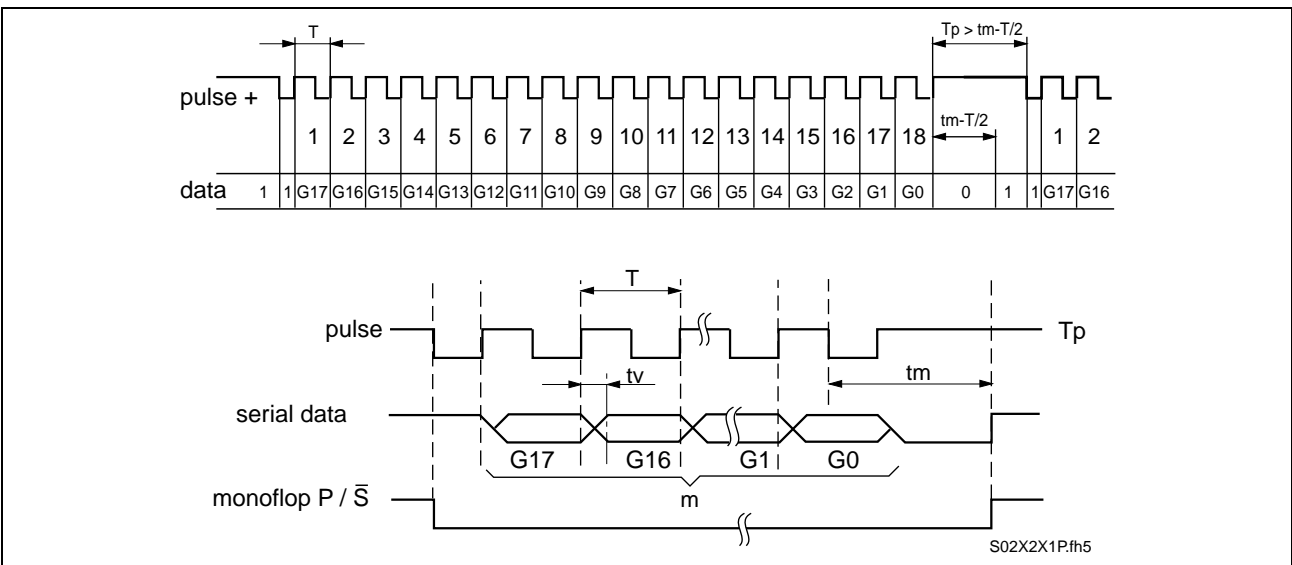 T
Tp > tm-T/2
pulse +
tm-T/2
1 2 3 4 5 6 7 8 9 10 11 12 13 14 15 16 17 18 1 2
data 1 1 G17 G16 G15 G14 G13 G12 G11 G10 G9 G8 G7 G6 G5 G4 G3 G2 G1 G0 0 1 1 G17 G16
T
pulse Tp
tv tm
serial data
G17 G16 G1 G0
m
monoflop P / S̅
S02X2X1P.fh5